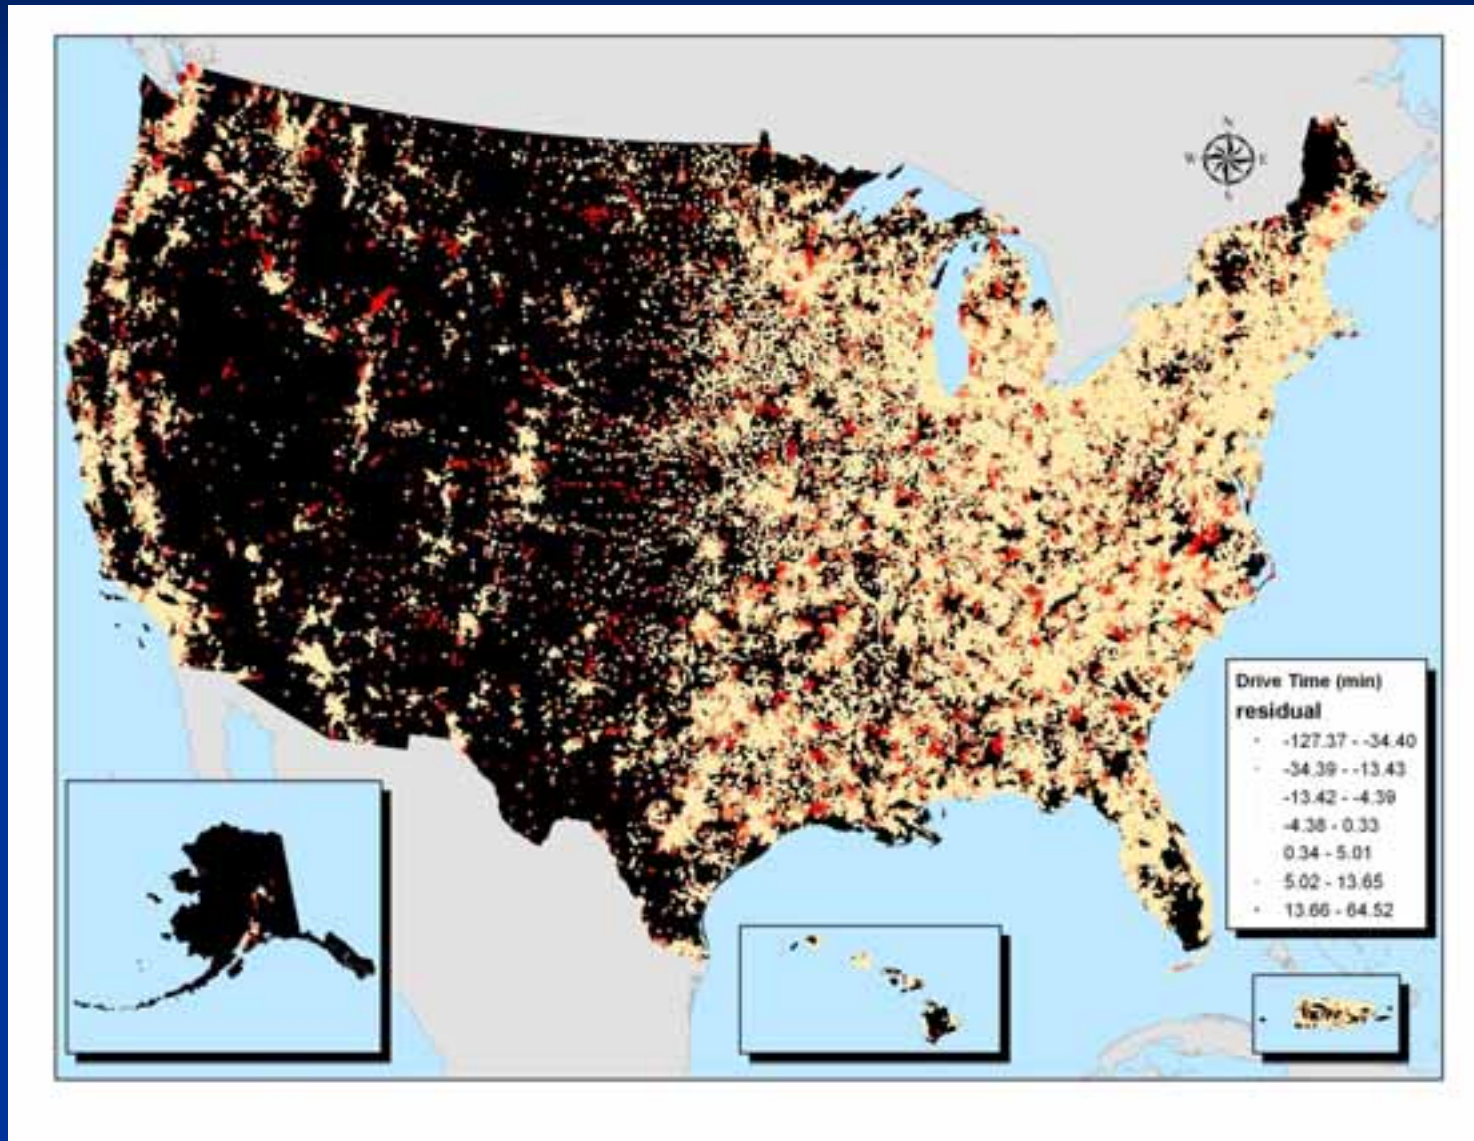 N
W E
S
Drive Time (min)
residual
-127.37 - -34.40
-34.39 - -13.43
-13.42 - -4.39
-4.38 - 0.33
0.34 - 5.01
5.02 - 13.65
13.66 - 64.52